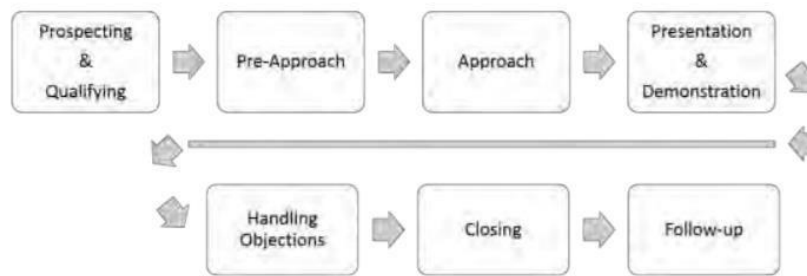 Prospecting
&
Qualifying
Pre-Approach
Approach
Presentation
&
Demonstration
Handling
Objections
Closing
Follow-up